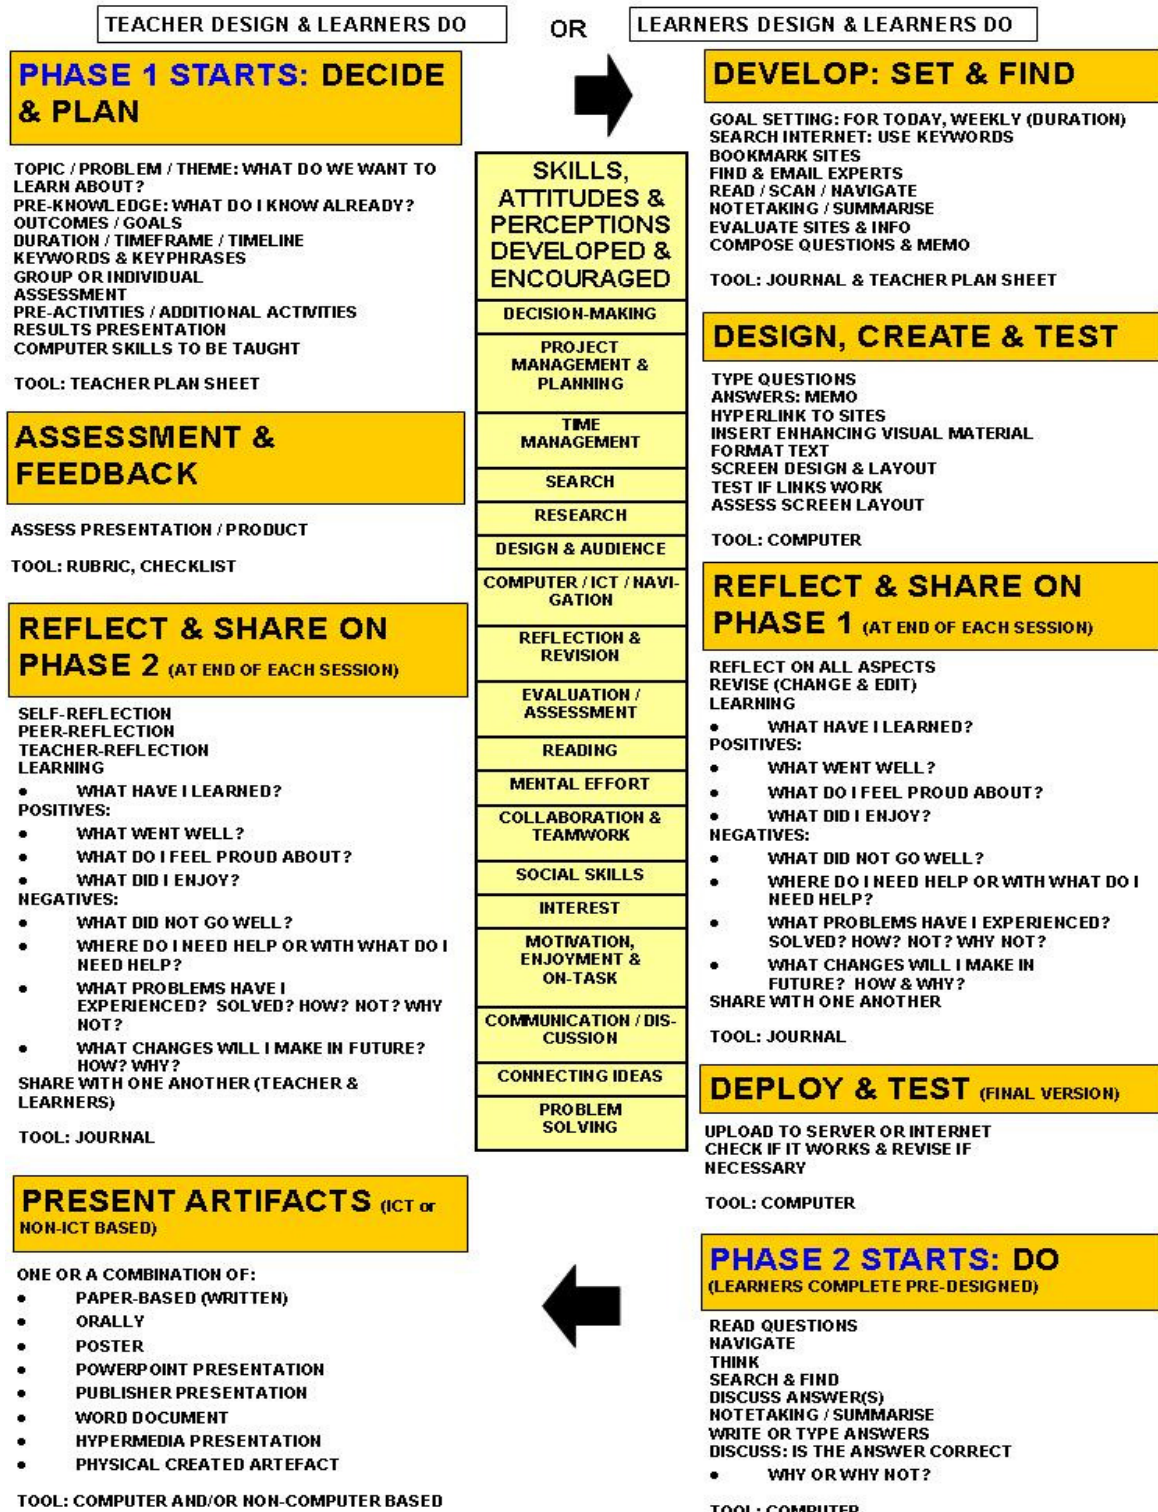 TEACHER DESIGN & LEARNERS DO
OR
LEARNERS DESIGN & LEARNERS DO
PHASE 1 STARTS: DECIDE
& PLAN
TOPIC / PROBLEM / THEME: WHAT DO WE WANT TO
LEARN ABOUT?
PRE-KNOWLEDGE: WHAT DO I KNOW ALREADY?
OUTCOMES / GOALS
DURATION / TIMEFRAME / TIMELINE
KEYWORDS & KEYPHRASES
GROUP OR INDIVIDUAL
ASSESSMENT
PRE-ACTIVITIES / ADDITIONAL ACTIVITIES
RESULTS PRESENTATION
COMPUTER SKILLS TO BE TAUGHT
TOOL: TEACHER PLAN SHEET
ASSESSMENT &
FEEDBACK
ASSESS PRESENTATION / PRODUCT
TOOL: RUBRIC, CHECKLIST
REFLECT & SHARE ON
PHASE 2 (AT END OF EACH SESSION)
SELF-REFLECTION
PEER-REFLECTION
TEACHER-REFLECTION
LEARNING
• WHAT HAVE I LEARNED?
POSITIVES:
• WHAT WENT WELL?
• WHAT DO I FEEL PROUD ABOUT?
• WHAT DID I ENJOY?
NEGATIVES:
• WHAT DID NOT GO WELL?
• WHERE DO I NEED HELP OR WITH WHAT DO I
NEED HELP?
• WHAT PROBLEMS HAVE I
EXPERIENCED? SOLVED? HOW? NOT? WHY
NOT?
• WHAT CHANGES WILL I MAKE IN FUTURE?
HOW? WHY?
SHARE WITH ONE ANOTHER (TEACHER &
LEARNERS)
TOOL: JOURNAL
PRESENT ARTIFACTS (ICT or
NON-ICT BASED)
ONE OR A COMBINATION OF:
• PAPER-BASED (WRITTEN)
• ORALLY
• POSTER
• POWERPOINT PRESENTATION
• PUBLISHER PRESENTATION
• WORD DOCUMENT
• HYPERMEDIA PRESENTATION
• PHYSICAL CREATED ARTEFACT
TOOL: COMPUTER AND/OR NON-COMPUTER BASED
SKILLS,
ATTITUDES &
PERCEPTIONS
DEVELOPED &
ENCOURAGED
DECISION-MAKING
PROJECT
MANAGEMENT &
PLANNING
TIME
MANAGEMENT
SEARCH
RESEARCH
DESIGN & AUDIENCE
COMPUTER / ICT / NAVI-
GATION
REFLECTION &
REVISION
EVALUATION /
ASSESSMENT
READING
MENTAL EFFORT
COLLABORATION &
TEAMWORK
SOCIAL SKILLS
INTEREST
MOTIVATION,
ENJOYMENT &
ON-TASK
COMMUNICATION / DIS-
CUSSION
CONNECTING IDEAS
PROBLEM
SOLVING
DEVELOP: SET & FIND
GOAL SETTING: FOR TODAY, WEEKLY (DURATION)
SEARCH INTERNET: USE KEYWORDS
BOOKMARK SITES
FIND & EMAIL EXPERTS
READ / SCAN / NAVIGATE
NOTETAKING / SUMMARISE
EVALUATE SITES & INFO
COMPOSE QUESTIONS & MEMO
TOOL: JOURNAL & TEACHER PLAN SHEET
DESIGN, CREATE & TEST
TYPE QUESTIONS
ANSWERS: MEMO
HYPERLINK TO SITES
INSERT ENHANCING VISUAL MATERIAL
FORMAT TEXT
SCREEN DESIGN & LAYOUT
TEST IF LINKS WORK
ASSESS SCREEN LAYOUT
TOOL: COMPUTER
REFLECT & SHARE ON
PHASE 1 (AT END OF EACH SESSION)
REFLECT ON ALL ASPECTS
REVISE (CHANGE & EDIT)
LEARNING
• WHAT HAVE I LEARNED?
POSITIVES:
• WHAT WENT WELL?
• WHAT DO I FEEL PROUD ABOUT?
• WHAT DID I ENJOY?
NEGATIVES:
• WHAT DID NOT GO WELL?
• WHERE DO I NEED HELP OR WITH WHAT DO I
NEED HELP?
• WHAT PROBLEMS HAVE I EXPERIENCED?
SOLVED? HOW? NOT? WHY NOT?
• WHAT CHANGES WILL I MAKE IN
FUTURE? HOW & WHY?
SHARE WITH ONE ANOTHER
TOOL: JOURNAL
DEPLOY & TEST (FINAL VERSION)
UPLOAD TO SERVER OR INTERNET
CHECK IF IT WORKS & REVISE IF
NECESSARY
TOOL: COMPUTER
PHASE 2 STARTS: DO
(LEARNERS COMPLETE PRE-DESIGNED)
READ QUESTIONS
NAVIGATE
THINK
SEARCH & FIND
DISCUSS ANSWER(S)
NOTETAKING / SUMMARISE
WRITE OR TYPE ANSWERS
DISCUSS: IS THE ANSWER CORRECT
• WHY OR WHY NOT?
TOOL: COMPUTER